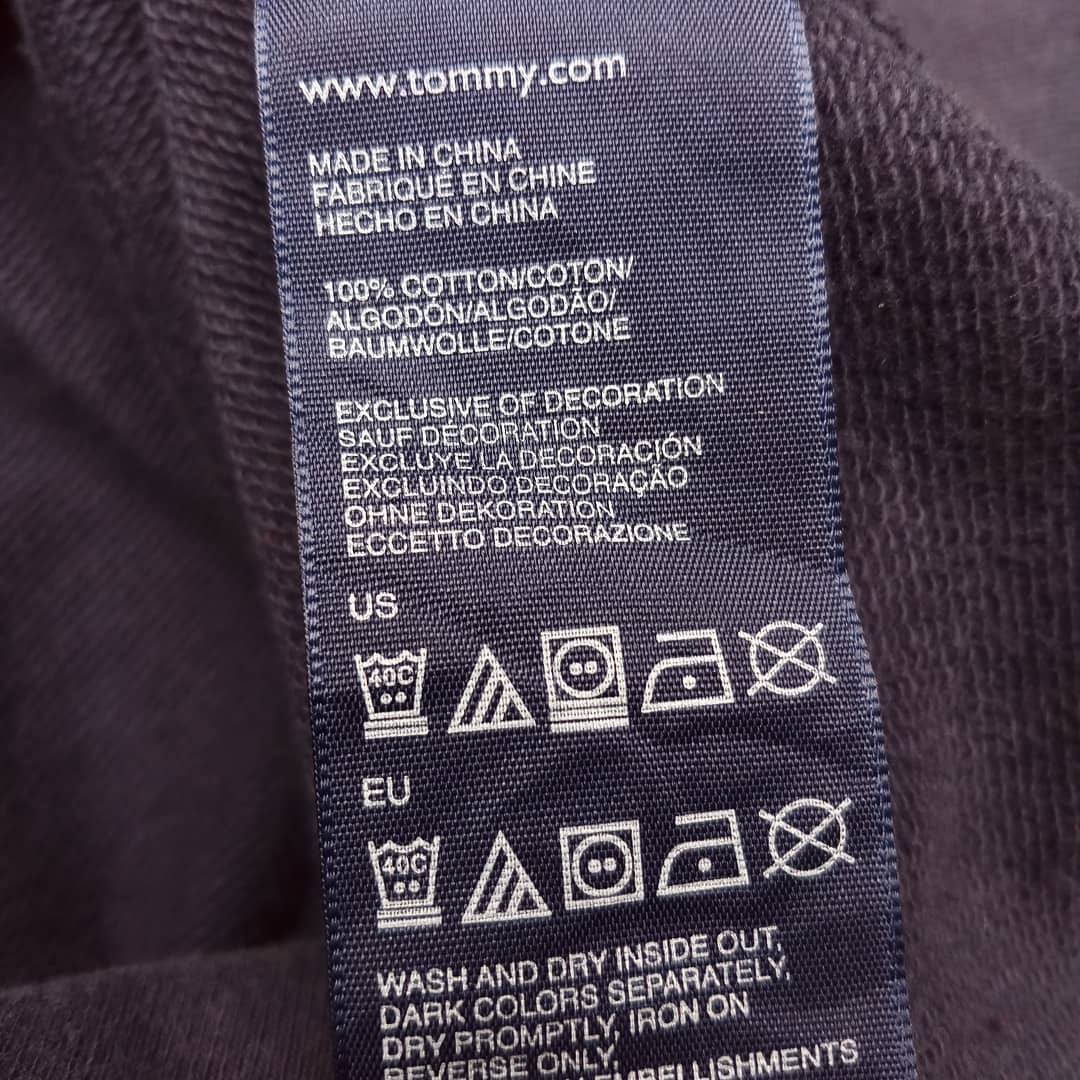 www.tommy.com
MADE IN CHINA
FABRIQUÉ EN CHINE
HECHO EN CHINA
100% COTTON/COTON/
ALGODÓN/ALGODÃO/
BAUMWOLLE/COTONE
EXCLUSIVE OF DECORATION
SAUF DÉCORATION
EXCLUYE LA DECORACIÓN
EXCLUINDO DECORAÇÃO
OHNE DEKORATION
ECCETTO DECORAZIONE
US
40C
EU
40C
WASH AND DRY INSIDE OUT,
DARK COLORS SEPARATELY,
DRY PROMPTLY, IRON ON
REVERSE ONLY,
EMBELLISHMENTS